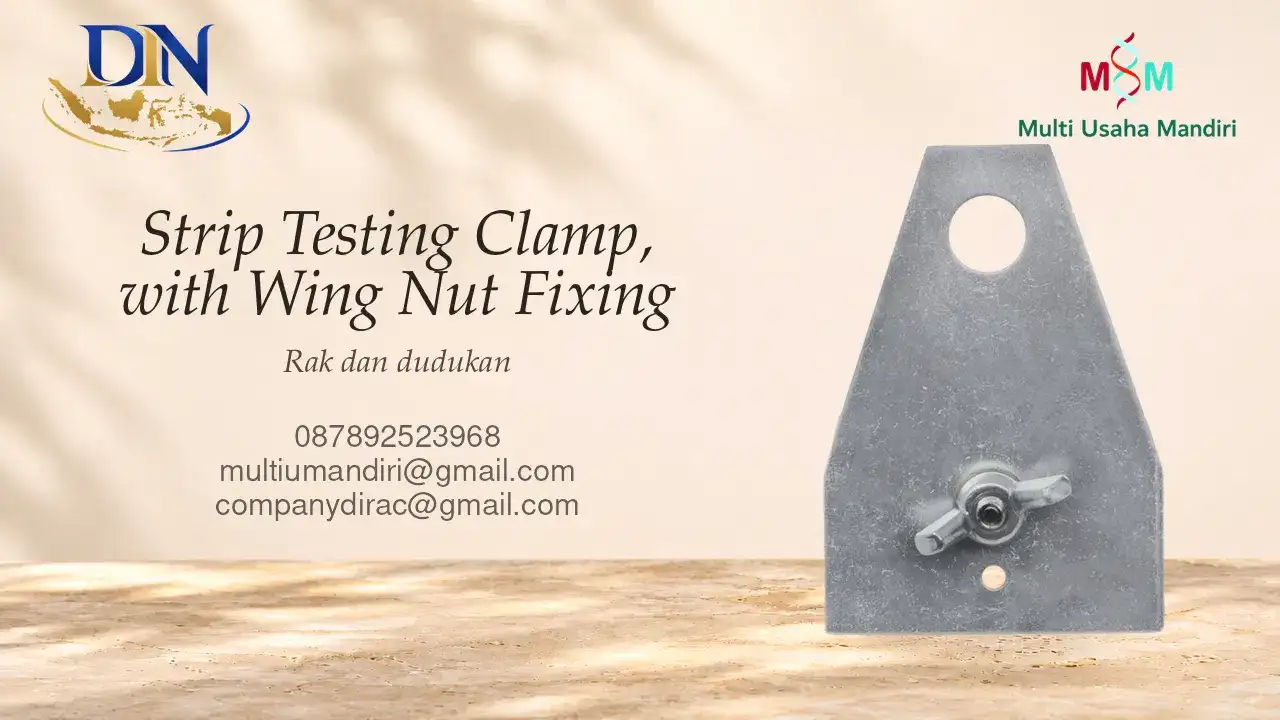 DIN
MSM
Multi Usaha Mandiri
Strip Testing Clamp,
with Wing Nut Fixing
Rak dan dudukan
087892523968
multiumandiri@gmail.com
companydirac@gmail.com